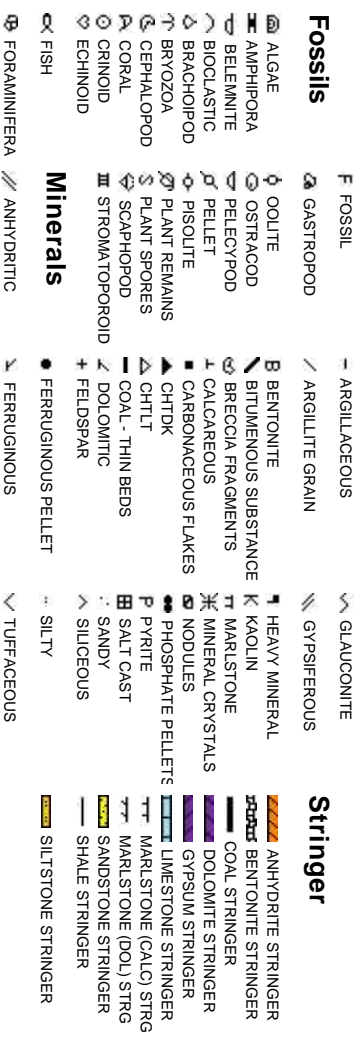 Fossils
ALGAE
AMPHIPORA
BELEMNITE
BIOCLASTIC
BRACHOIPOD
BRYOZOA
CEPHALOPOD
CORAL
CRINOID
ECHINOID
FISH
FORAMINIFERA
F FOSSIL
GASTROPOD
OOLITE
OSTRACOD
PELECYPOD
PELLET
PISOLITE
PLANT REMAINS
S PLANT SPORES
SCAPHOPOD
STROMATOPOROID
Minerals
ANHYDRITIC
ARGILLACEOUS
ARGILLITE GRAIN
B BENTONITE
BITUMENOUS SUBSTANCE
BRECCIA FRAGMENTS
CALCAREOUS
CARBONACEOUS FLAKES
CHTDK
CHTLT
COAL - THIN BEDS
DOLOMITIC
+ FELDSPAR
FERRUGINOUS PELLET
FERRUGINOUS
GLAUCONITE
GYPSIFEROUS
HEAVY MINERAL
K KAOLIN
MARLSTONE
MINERAL CRYSTALS
NODULES
PHOSPHATE PELLETS
P PYRITE
SALT CAST
SANDY
SILICEOUS
SILTY
TUFFACEOUS
Stringer
ANHYDRITE STRINGER
BENTONITE STRINGER
COAL STRINGER
DOLOMITE STRINGER
GYPSUM STRINGER
LIMESTONE STRINGER
MARLSTONE (CALC) STRG
MARLSTONE (DOL) STRG
SANDSTONE STRINGER
SHALE STRINGER
SILTSTONE STRINGER